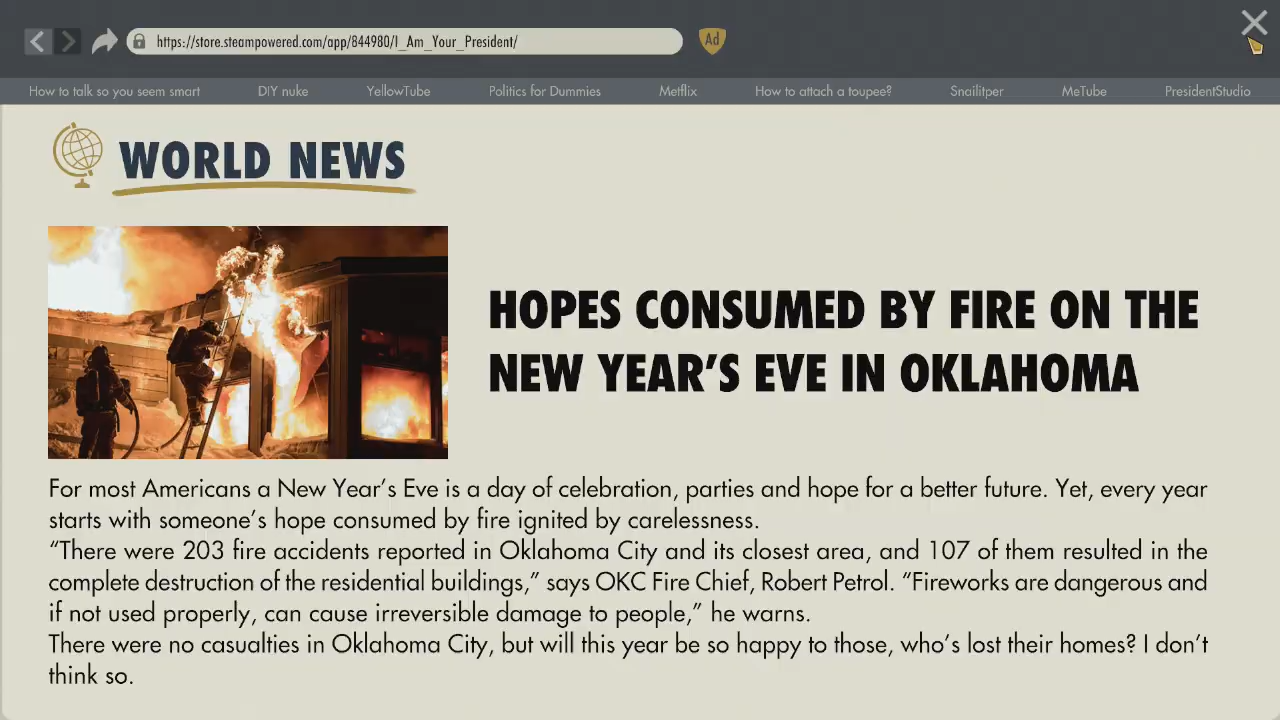 https://store.steampowered.com/app/844980/I_Am_Your_President/
Ad
How to talk so you seem smart
DIY nuke
YellowTube
Politics for Dummies
Metflix
How to attach a toupee?
Snailitper
MeTube
PresidentStudio
WORLD NEWS
HOPES CONSUMED BY FIRE ON THE
NEW YEAR'S EVE IN OKLAHOMA
For most Americans a New Year's Eve is a day of celebration, parties and hope for a better future. Yet, every year
starts with someone's hope consumed by fire ignited by carelessness.
“There were 203 fire accidents reported in Oklahoma City and its closest area, and 107 of them resulted in the
complete destruction of the residential buildings,” says OKC Fire Chief, Robert Petrol. “Fireworks are dangerous and
if not used properly, can cause irreversible damage to people,” he warns.
There were no casualties in Oklahoma City, but will this year be so happy to those, who's lost their homes? I don't
think so.